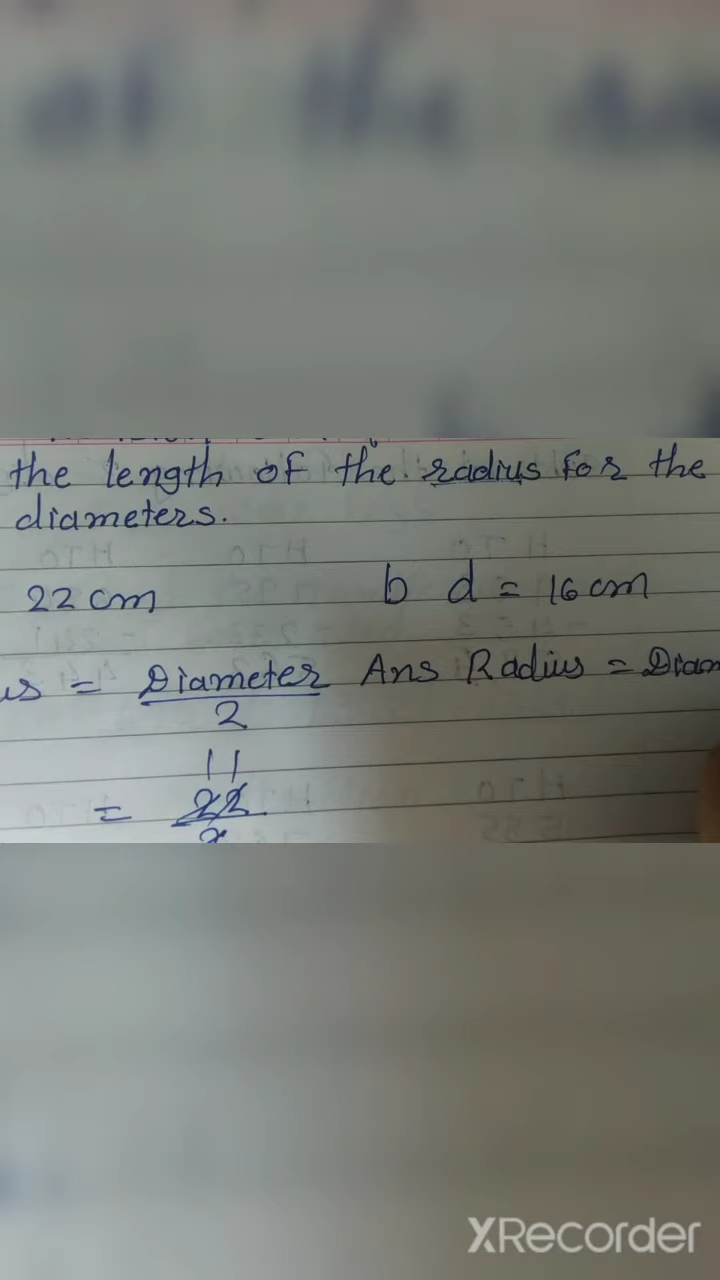 the length of the radius for the
diameters.
22 cm b d = 16 cm
= Diameter Ans Radius =
2
11
= 22
2
XRecorder